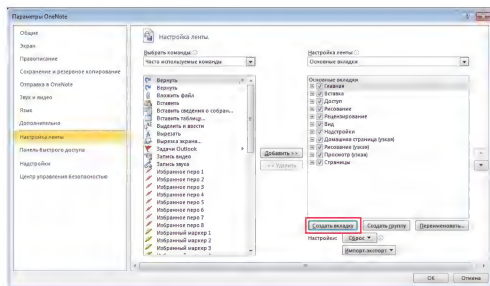 Параметры OneNote
Общие
Экран
Правописание
Сохранение и резервное копирование
Отправка в OneNote
Звук и видео
Язык
Дополнительно
Настройка ленты
Панель быстрого доступа
Надстройки
Центр управления безопасностью
Настройка ленты.
Выбрать команды:
Часто используемые команды
Вернуть
Вернуть
Вложить файл
Вставить
Вставить сведения о собран...
Вставить таблицу...
Выделить и ввести
Вырезать
Вырезка экрана...
Задачи Outlook
Запись видео
Запись звука
Избранное перо 1
Избранное перо 2
Избранное перо 3
Избранное перо 4
Избранное перо 5
Избранное перо 6
Избранное перо 7
Избранное перо 8
Избранный маркер 1
Избранный маркер 2
Избранный маркер 3
Добавить >>
<< Удалить
Настройка ленты:
Основные вкладки
Основные вкладки
Главная
Вставка
Доступ
Рисование
Рецензирование
Вид
Надстройки
Домашняя страница (узкая)
Рисование (узкая)
Просмотр (узкая)
Страницы
Создать вкладку
Создать группу
Переименовать...
Настройки:
Сброс
Импорт-экспорт
ОК
Отмена